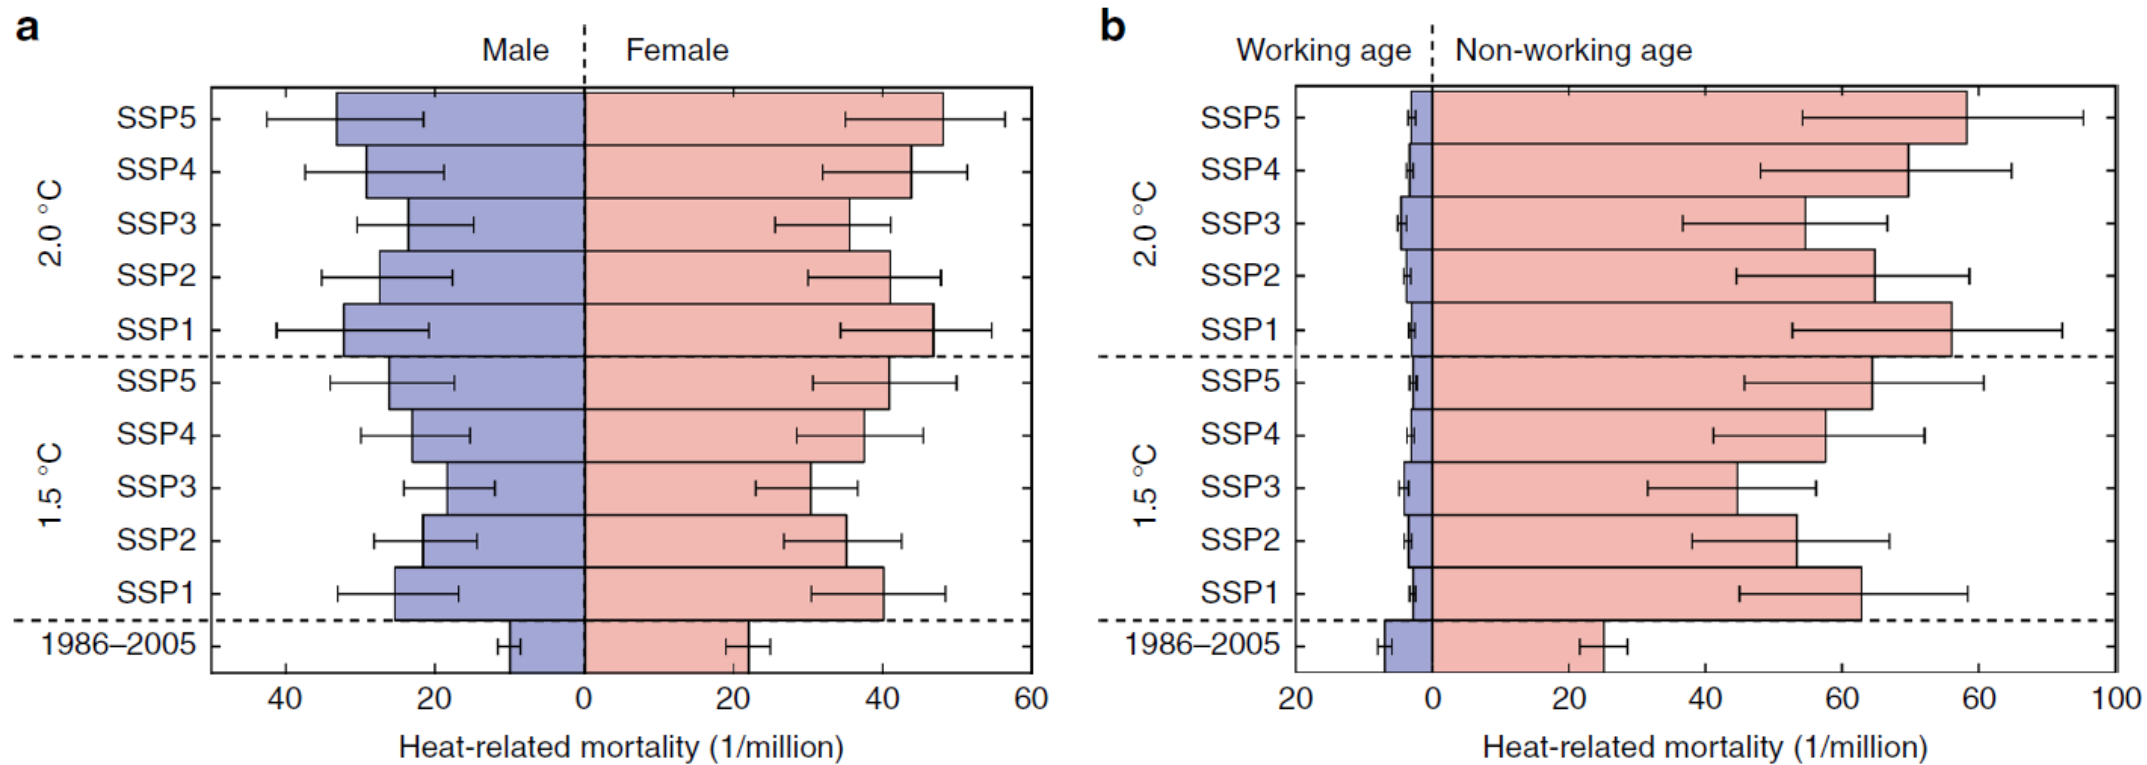 a
Male
Female
2.0 °C
SSP5
SSP4
SSP3
SSP2
SSP1
1.5 °C
SSP5
SSP4
SSP3
SSP2
SSP1
1986–2005
40 20 0 20 40 60
Heat-related mortality (1/million)
b
Working age
Non-working age
2.0 °C
SSP5
SSP4
SSP3
SSP2
SSP1
1.5 °C
SSP5
SSP4
SSP3
SSP2
SSP1
1986–2005
20 0 20 40 60 60 100
Heat-related mortality (1/million)